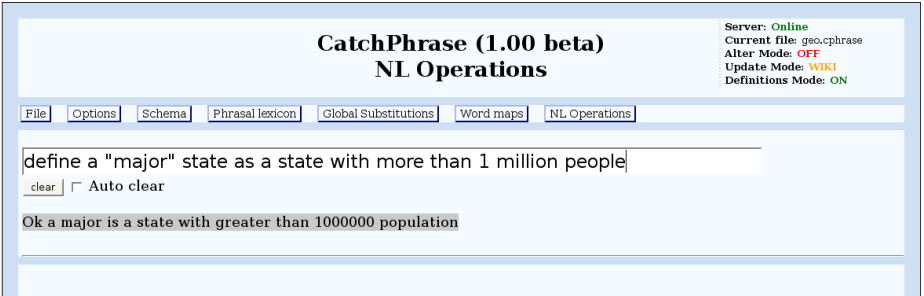 CatchPhrase (1.00 beta)
NL Operations
Server: Online
Current file: geo.cphrase
Alter Mode: OFF
Update Mode: WIKI
Definitions Mode: ON
File Options Schema Phrasal lexicon Global Substitutions Word maps NL Operations
define a "major" state as a state with more than 1 million people
clear Auto clear
Ok a major is a state with greater than 1000000 population